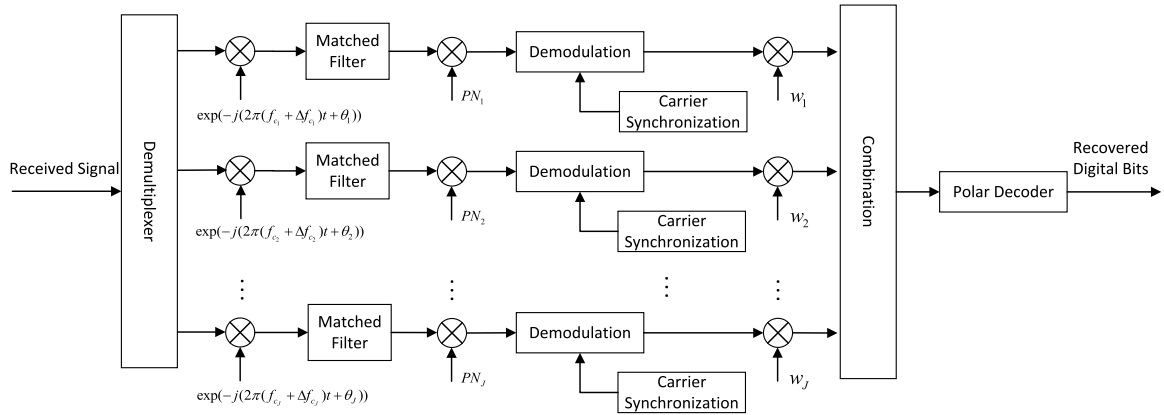 Received Signal
Demultiplexer
exp(−j(2π(f_{c_1} + Δf_{c_1})t + θ_1))
Matched
Filter
PN_1
Demodulation
Carrier
Synchronization
w_1
exp(−j(2π(f_{c_2} + Δf_{c_2})t + θ_2))
Matched
Filter
PN_2
Demodulation
Carrier
Synchronization
w_2
exp(−j(2π(f_{c_J} + Δf_{c_J})t + θ_J))
Matched
Filter
PN_J
Demodulation
Carrier
Synchronization
w_J
Combination
Polar Decoder
Recovered
Digital Bits